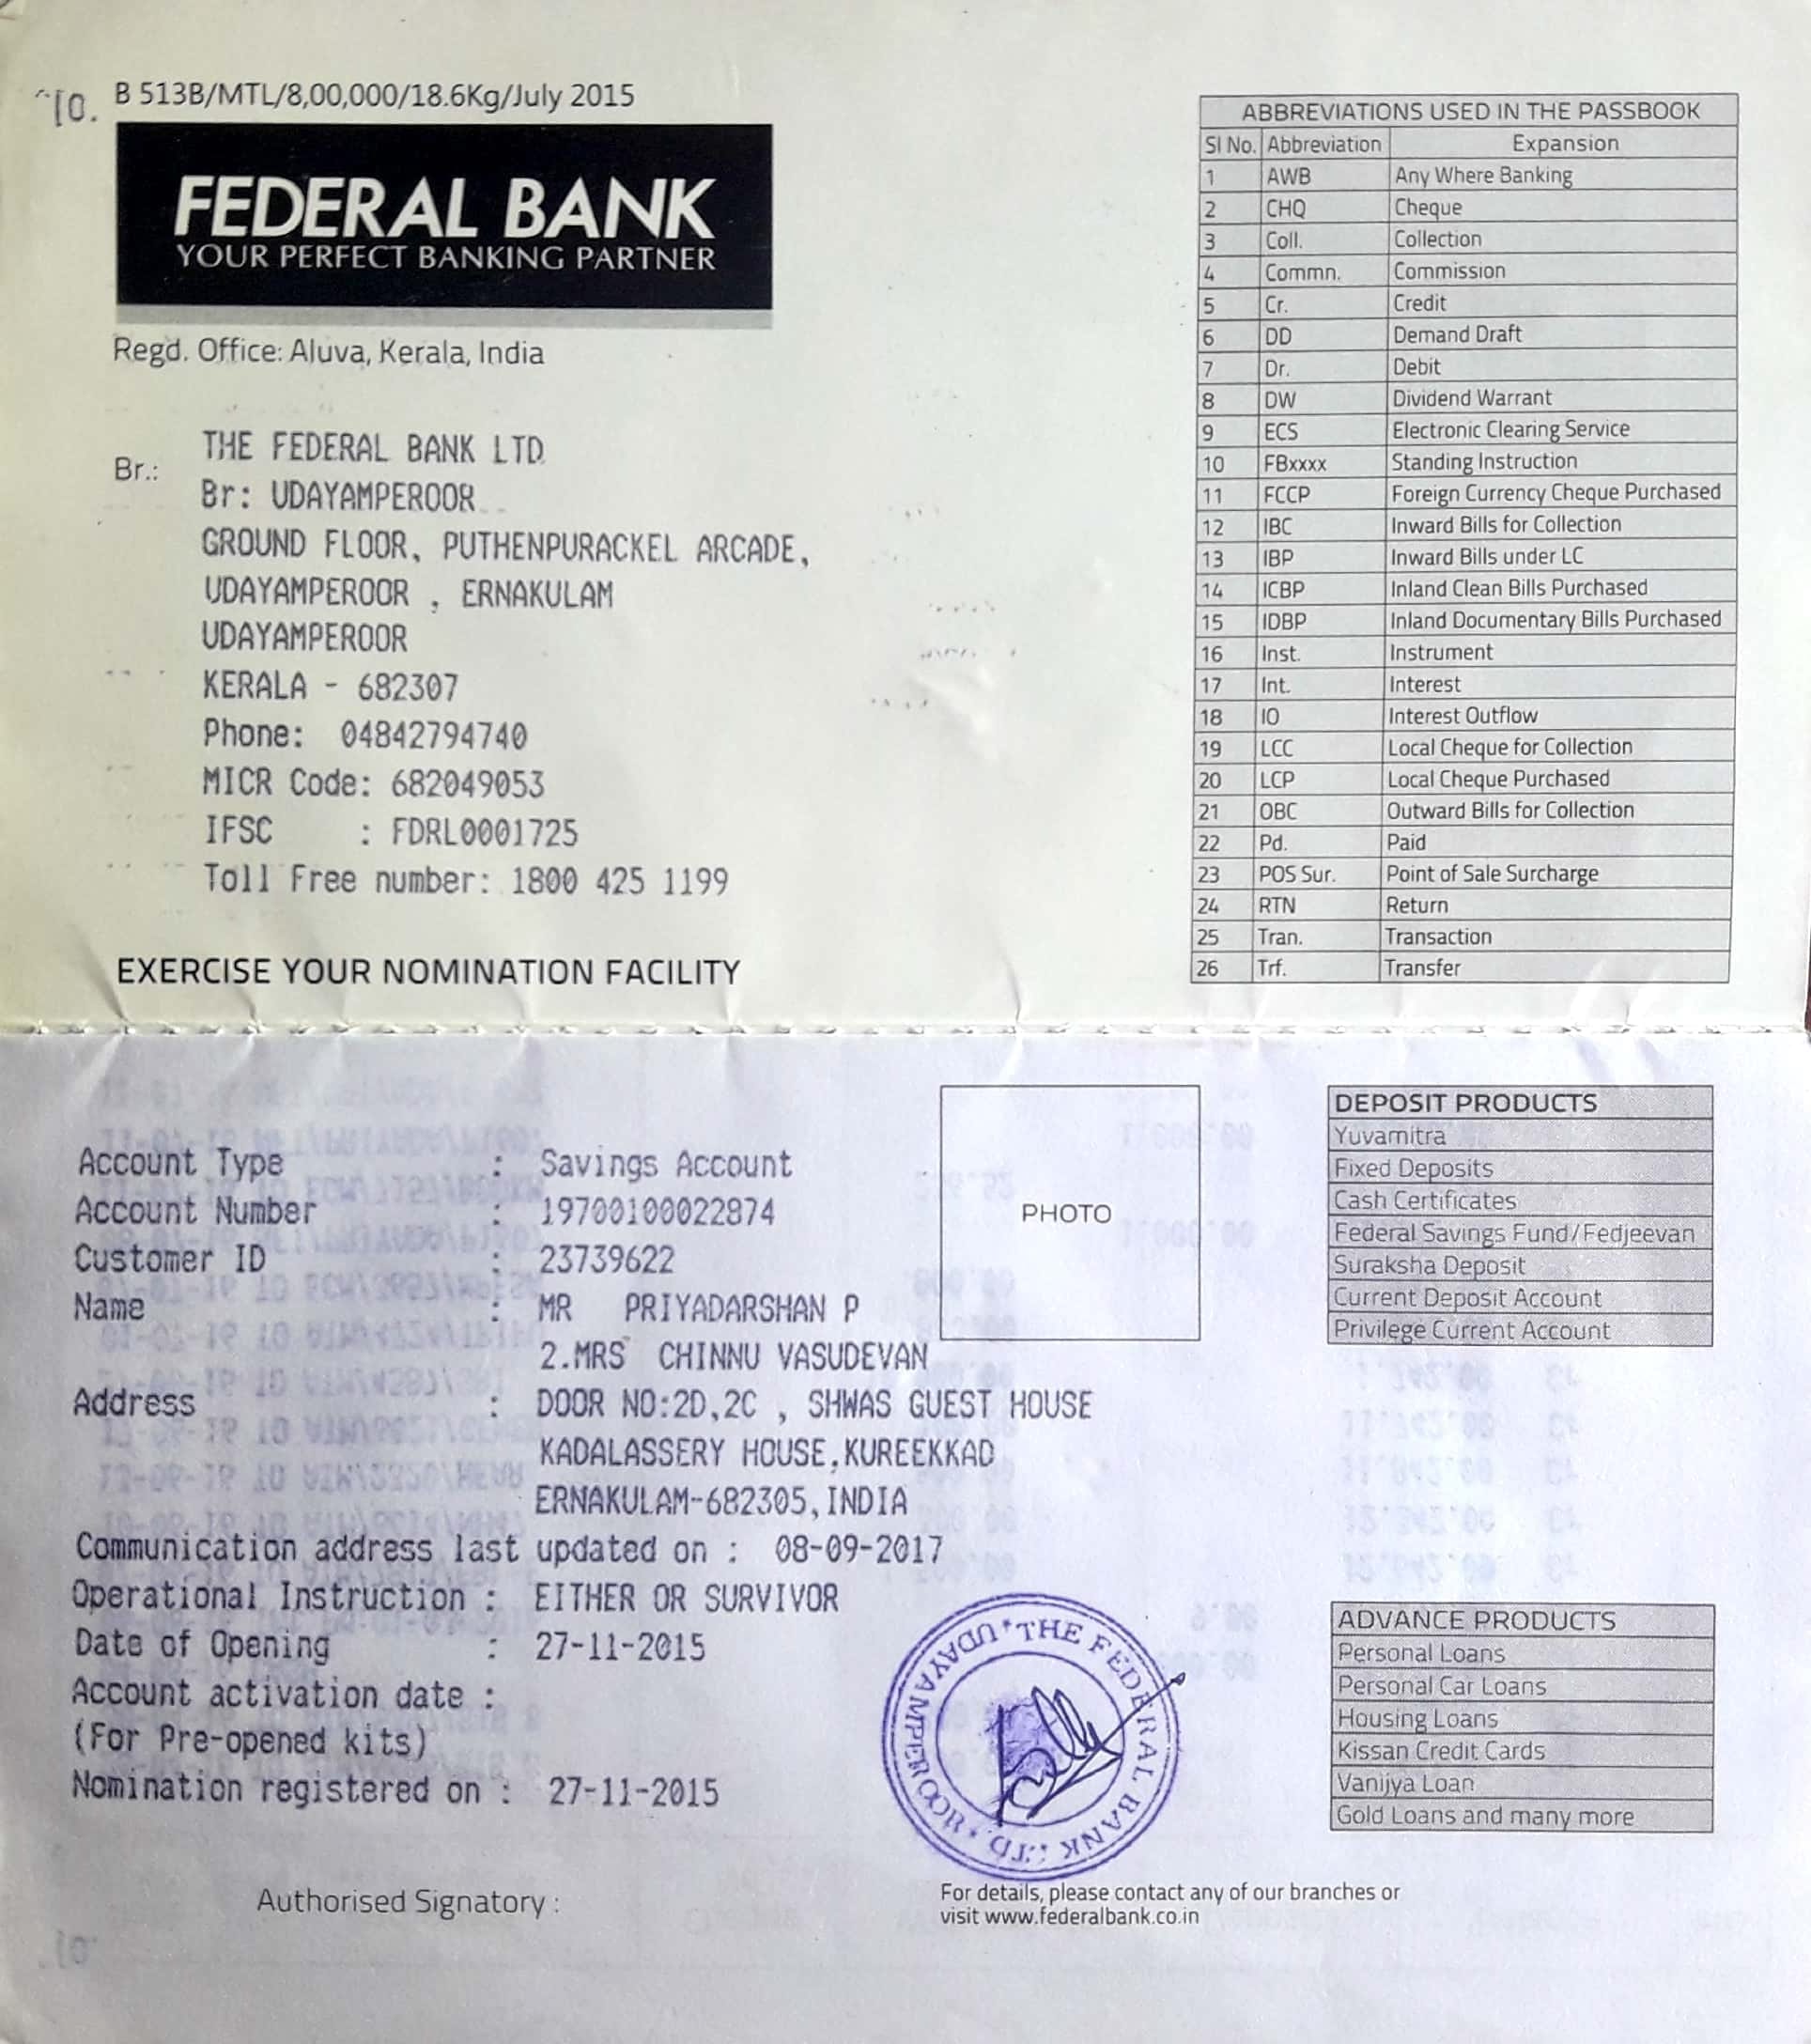 B 513B/MTL/8,00,000/18.6Kg/July 2015
FEDERAL BANK
YOUR PERFECT BANKING PARTNER
Regd. Office: Aluva, Kerala, India
Br.: THE FEDERAL BANK LTD
Br: UDAYAMPEROOR
GROUND FLOOR, PUTHENPURACKEL ARCADE,
UDAYAMPEROOR , ERNAKULAM
UDAYAMPEROOR
KERALA - 682307
Phone: 04842794740
MICR Code: 682049053
IFSC : FDRL0001725
Toll Free number: 1800 425 1199
EXERCISE YOUR NOMINATION FACILITY
ABBREVIATIONS USED IN THE PASSBOOK
Sl No. Abbreviation Expansion
1 AWB Any Where Banking
2 CHQ Cheque
3 Coll. Collection
4 Commn. Commission
5 Cr. Credit
6 DD Demand Draft
7 Dr. Debit
8 DW Dividend Warrant
9 ECS Electronic Clearing Service
10 FBxxxx Standing Instruction
11 FCCP Foreign Currency Cheque Purchased
12 IBC Inward Bills for Collection
13 IBP Inward Bills under LC
14 ICBP Inland Clean Bills Purchased
15 IDBP Inland Documentary Bills Purchased
16 Inst. Instrument
17 Int. Interest
18 IO Interest Outflow
19 LCC Local Cheque for Collection
20 LCP Local Cheque Purchased
21 OBC Outward Bills for Collection
22 Pd. Paid
23 POS Sur. Point of Sale Surcharge
24 RTN Return
25 Tran. Transaction
26 Trf. Transfer
Account Type : Savings Account
Account Number : 19700100022874
Customer ID : 23739622
Name : MR PRIYADARSHAN P
2.MRS CHINNU VASUDEVAN
Address : DOOR NO:2D,2C , SHWAS GUEST HOUSE
KADALASSERY HOUSE,KUREEKKAD
ERNAKULAM-682305,INDIA
Communication address last updated on : 08-09-2017
Operational Instruction : EITHER OR SURVIVOR
Date of Opening : 27-11-2015
Account activation date :
(For Pre-opened kits)
Nomination registered on : 27-11-2015
Authorised Signatory :
PHOTO
THE FEDERAL BANK LTD. * UDAYAMPEROOR *
For details, please contact any of our branches or
visit www.federalbank.co.in
DEPOSIT PRODUCTS
Yuvamitra
Fixed Deposits
Cash Certificates
Federal Savings Fund/Fedjeevan
Suraksha Deposit
Current Deposit Account
Privilege Current Account
ADVANCE PRODUCTS
Personal Loans
Personal Car Loans
Housing Loans
Kissan Credit Cards
Vanijya Loan
Gold Loans and many more